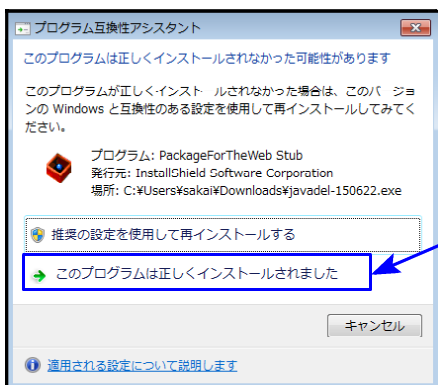 プログラム互換性アシスタント
このプログラムは正しくインストールされなかった可能性があります
このプログラムが正しくインスト ルされなかった場合は、このバ ジョ
ンの Windows と互換性のある設定を使用して再インストールしてみてく
ださい。
プログラム: PackageForTheWeb Stub
発行元: InstallShield Software Corporation
場所: C:¥Users¥sakai¥Downloads¥javadel-150622.exe
推奨の設定を使用して再インストールする
このプログラムは正しくインストールされました
キャンセル
適用される設定について説明します